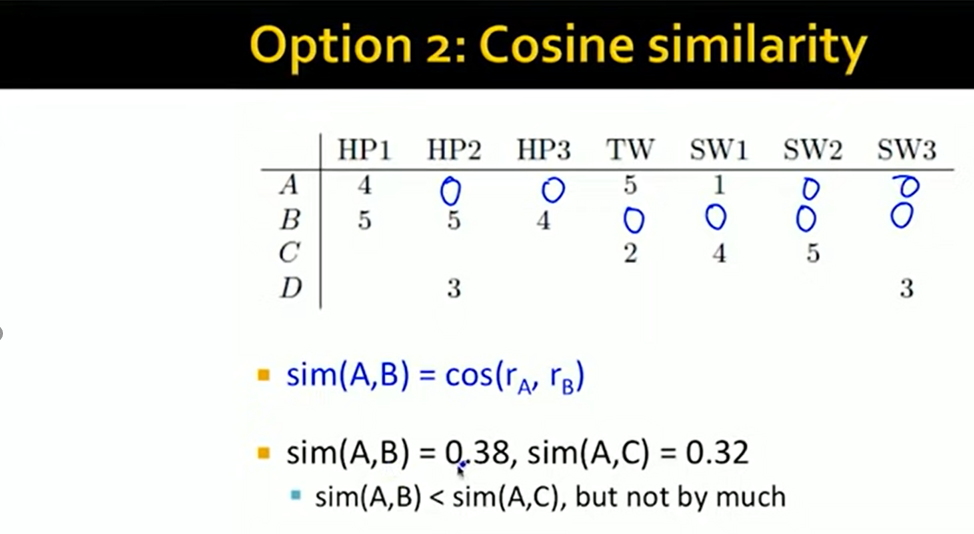 Option 2: Cosine similarity
HP1 HP2 HP3 TW SW1 SW2 SW3
A 4 0 0 5 1 0 0
B 5 5 4 0 0 0 0
C 2 4 5
D 3 3
sim(A,B) = cos(rA, rB)
sim(A,B) = 0.38, sim(A,C) = 0.32
sim(A,B) < sim(A,C), but not by much